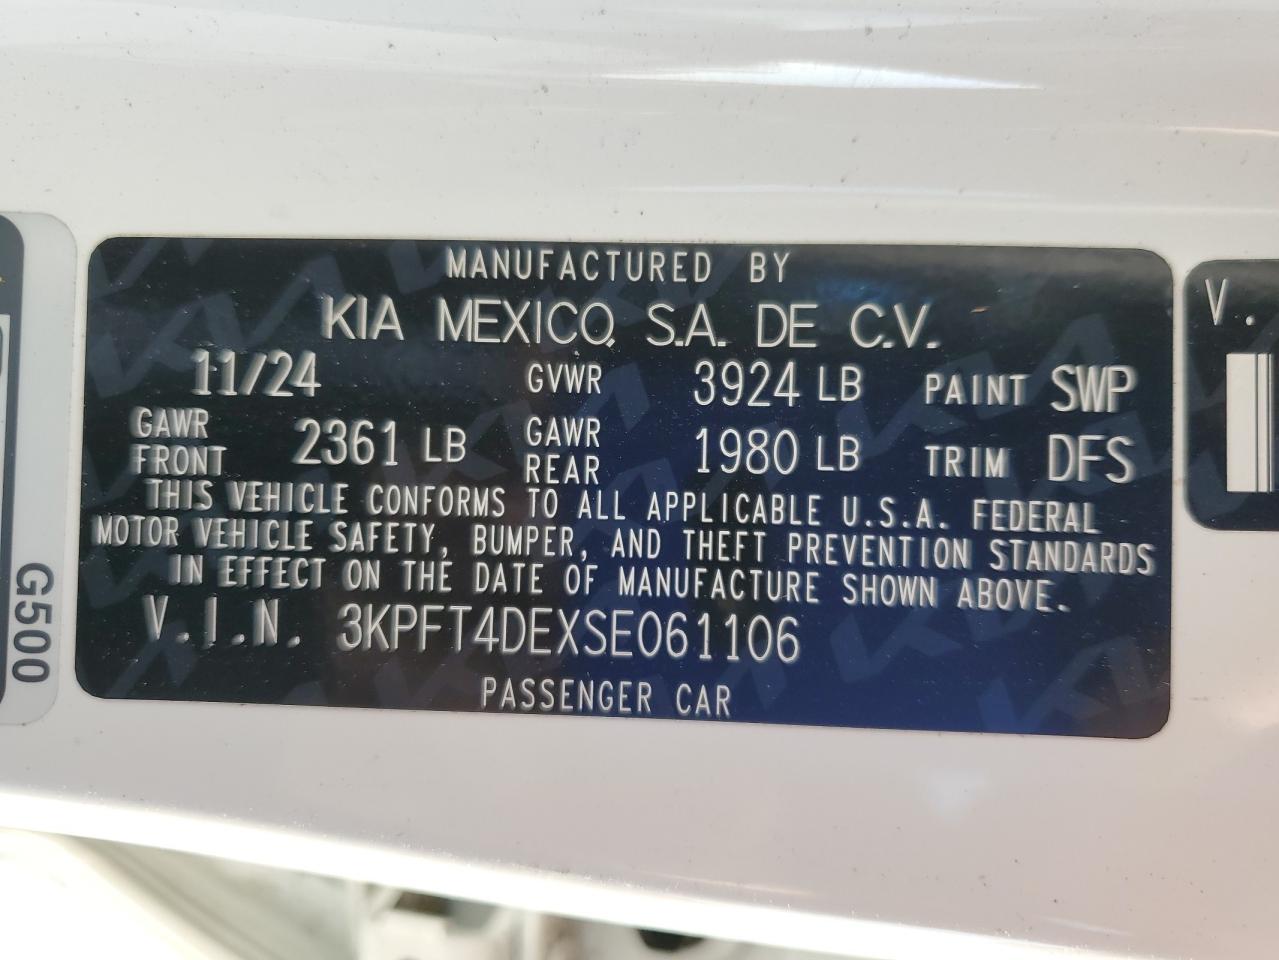 MANUFACTURED BY
KIA MEXICO, S.A. DE C.V.
11/24 GVWR 3924 LB PAINT SWP
GAWR FRONT 2361 LB GAWR REAR 1980 LB TRIM DFS
THIS VEHICLE CONFORMS TO ALL APPLICABLE U.S.A. FEDERAL
MOTOR VEHICLE SAFETY, BUMPER, AND THEFT PREVENTION STANDARDS
IN EFFECT ON THE DATE OF MANUFACTURE SHOWN ABOVE.
V.I.N. 3KPFT4DEXSE061106
PASSENGER CAR
G500
V.